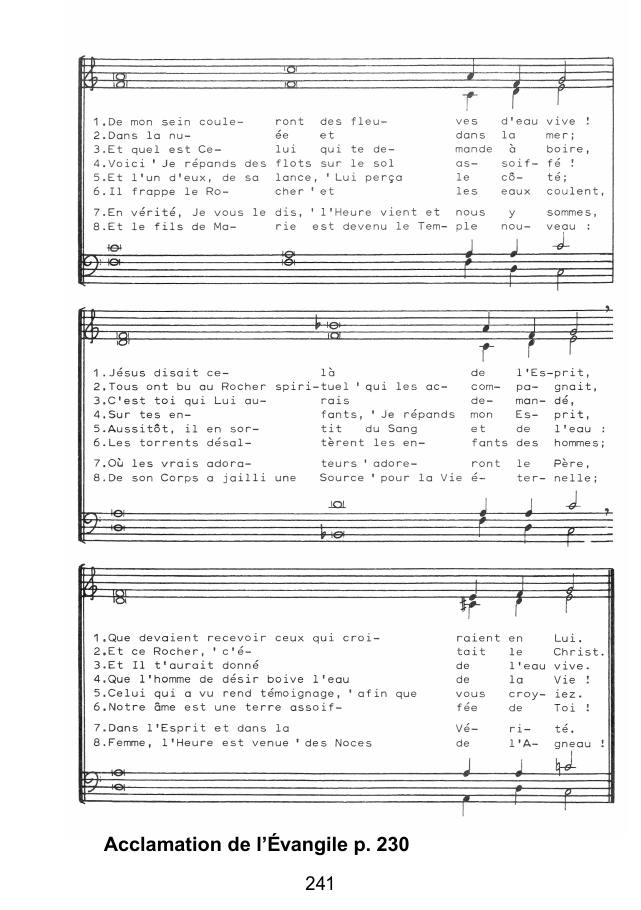 1.De mon sein coule- ront des fleu- ves d'eau vive !
2.Dans la nu- ée et dans la mer;
3.Et quel est Ce- lui qui te de- mande à boire,
4.Voici ' Je répands des flots sur le sol as- soif- fé !
5.Et l'un d'eux, de sa lance, ' Lui perça le cô- té;
6.Il frappe le Ro- cher ' et les eaux coulent,
7.En vérité, Je vous le dis, ' l'Heure vient et nous y sommes,
8.Et le fils de Ma- rie est devenu le Tem- ple nou- veau :
1.Jésus disait ce- là de l'Es-prit,
2.Tous ont bu au Rocher spiri-tuel ' qui les ac- com- pa- gnait,
3.C'est toi qui Lui au- rais de- man- dé,
4.Sur tes en- fants, ' Je répands mon Es- prit,
5.Aussitôt, il en sor- tit du Sang et de l'eau :
6.Les torrents désal- tèrent les en- fants des hommes;
7.Où les vrais adora- teurs ' adore- ront le Père,
8.De son Corps a jailli une Source ' pour la Vie é- ter- nelle;
1.Que devaient recevoir ceux qui croi- raient en Lui.
2.Et ce Rocher, ' c'é- tait le Christ.
3.Et Il t'aurait donné de l'eau vive.
4.Que l'homme de désir boive l'eau de la Vie !
5.Celui qui a vu rend témoignage, ' afin que vous croy- iez.
6.Notre âme est une terre assoif- fée de Toi !
7.Dans l'Esprit et dans la Vé- ri- té.
8.Femme, l'Heure est venue ' des Noces de l'A- gneau !
Acclamation de l'Évangile p. 230
241